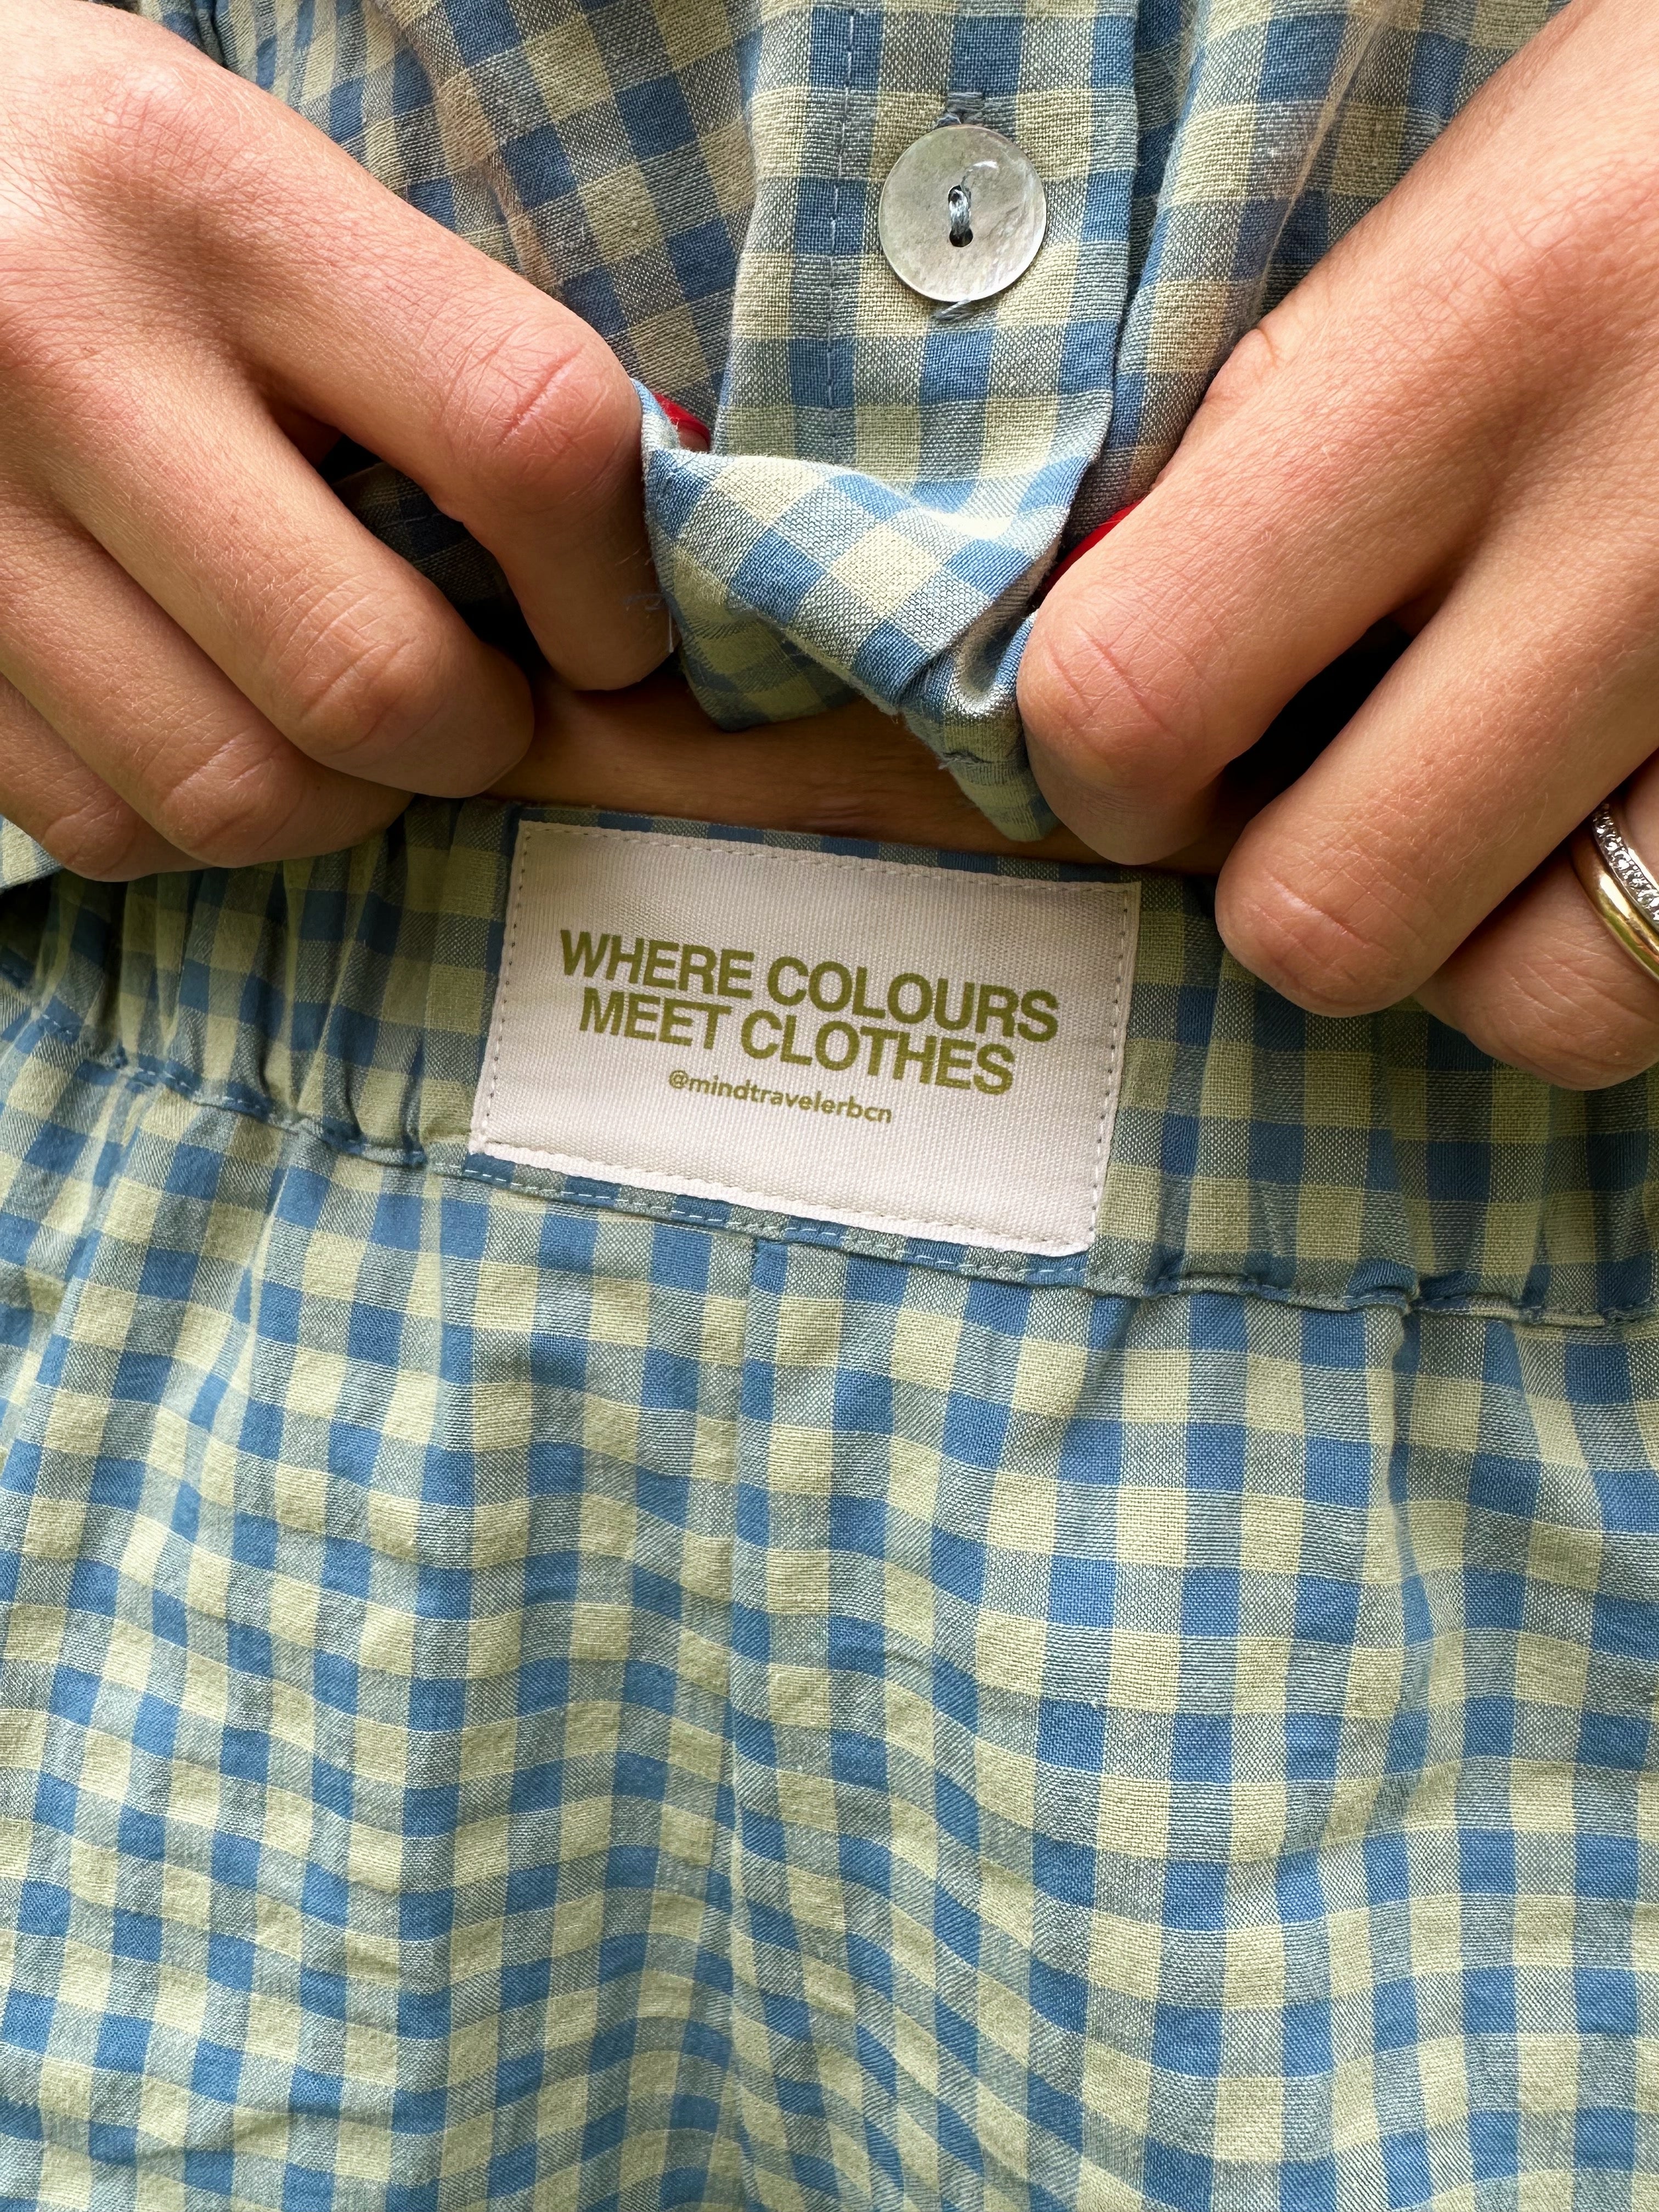 WHERE COLOURS
MEET CLOTHES
@mindtravelerbcn